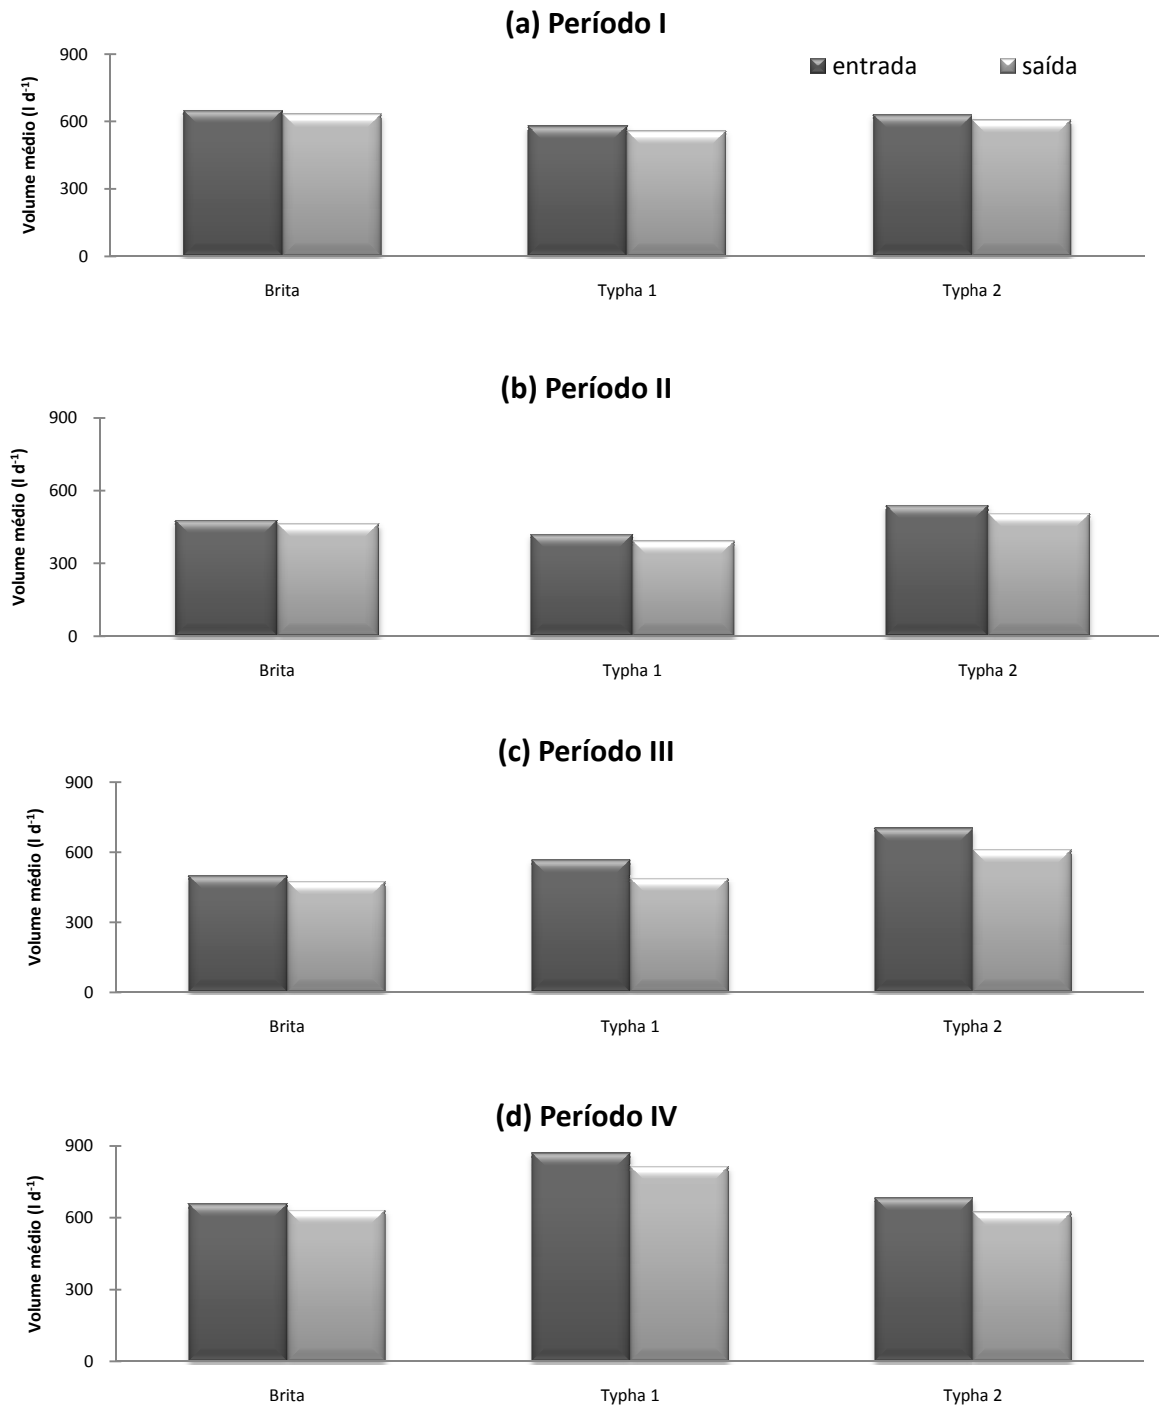 (a) Período I
Volume médio (l d⁻¹)
900
600
300
0
entrada
saída
Brita
Typha 1
Typha 2
(b) Período II
Volume médio (l d⁻¹)
900
600
300
0
Brita
Typha 1
Typha 2
(c) Período III
Volume médio (l d⁻¹)
900
600
300
0
Brita
Typha 1
Typha 2
(d) Período IV
Volume médio (l d⁻¹)
900
600
300
0
Brita
Typha 1
Typha 2